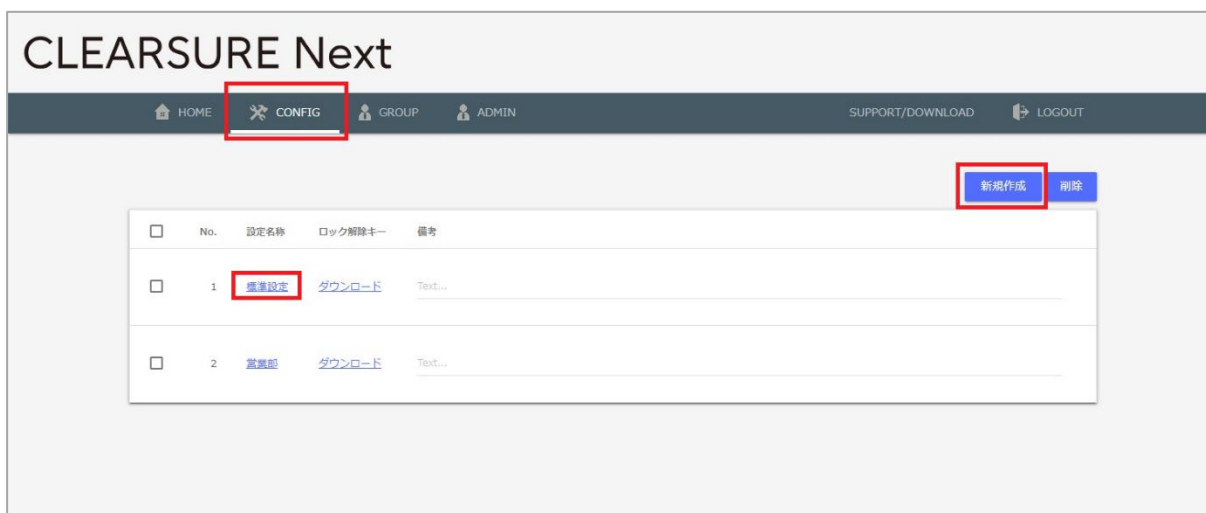 CLEARSURE Next
HOME CONFIG GROUP ADMIN SUPPORT/DOWNLOAD LOGOUT
新規作成 削除
No. 設定名称 ロック解除キー 備考
1 標準設定 ダウンロード Text...
2 営業部 ダウンロード Text...